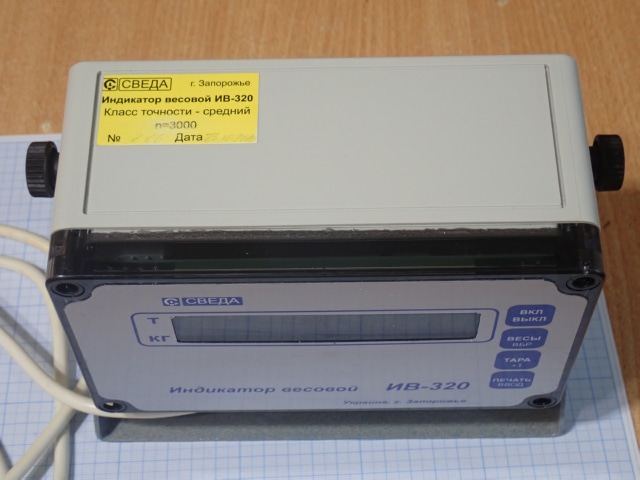 СВЕДА г. Запорожье
Индикатор весовой ИВ-320
Класс точности - средний
n=3000
№ Дата
СВЕДА
Т
КГ
ВКЛ
ВЫКЛ
ВЕСЫ
ВБР
ТАРА
ПЕЧАТЬ
ВВОД
Индикатор весовой ИВ-320
Украина, г. Запорожье